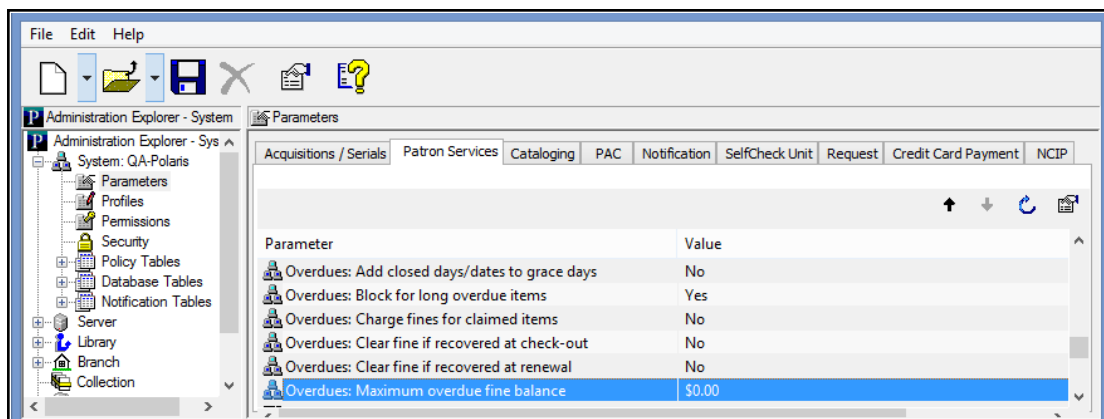 File Edit Help
Administration Explorer - System
Parameters
Administration Explorer - Sys
System: QA-Polaris
Parameters
Profiles
Permissions
Security
Policy Tables
Database Tables
Notification Tables
Server
Library
Branch
Collection
Acquisitions / Serials Patron Services Cataloging PAC Notification SelfCheck Unit Request Credit Card Payment NCIP
Parameter Value
Overdues: Add closed days/dates to grace days No
Overdues: Block for long overdue items Yes
Overdues: Charge fines for claimed items No
Overdues: Clear fine if recovered at check-out No
Overdues: Clear fine if recovered at renewal No
Overdues: Maximum overdue fine balance $0.00